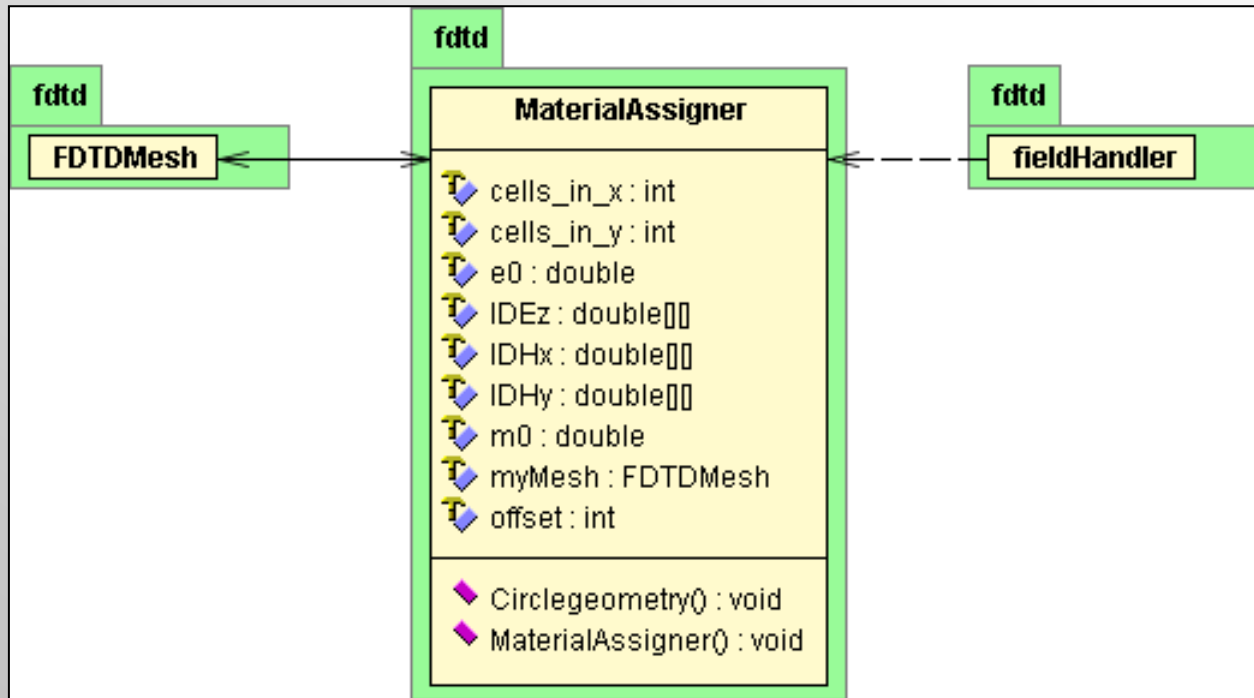 fdtd
FDTDMesh
fdtd
MaterialAssigner
cells_in_x : int
cells_in_y : int
e0 : double
IDEz : double[][]
IDHx : double[][]
IDHy : double[][]
m0 : double
myMesh : FDTDMesh
offset : int
Circlegeometry() : void
MaterialAssigner() : void
fdtd
fieldHandler